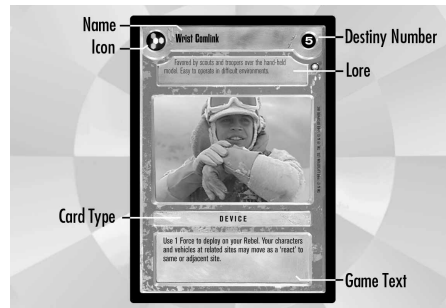 Name
Icon
Wrist Comlink
5
Destiny Number
Favored by scouts and troopers over the hand-held
model. Easy to operate in difficult environments.
Lore
Card Type
DEVICE
Use 1 Force to deploy on your Rebel. Your characters
and vehicles at related sites may move as a 'react' to
same or adjacent site.
Game Text